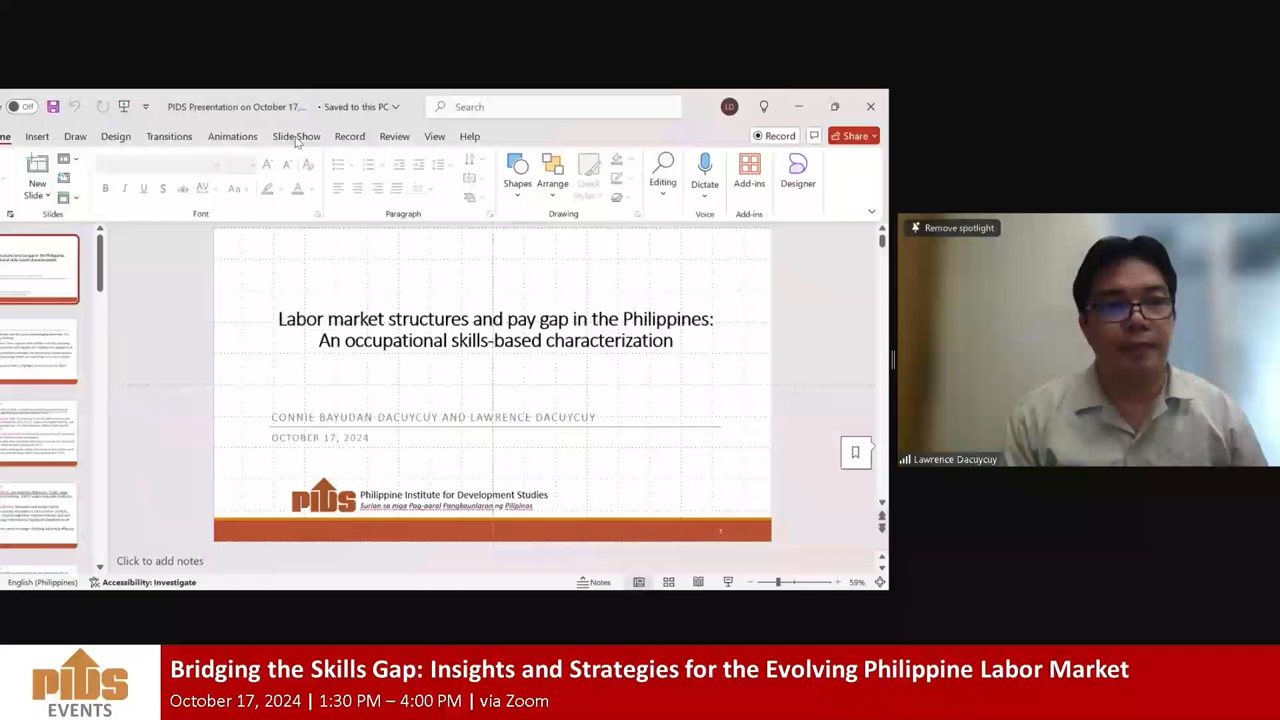 Off
PIDS Presentation on October 17,... • Saved to this PC
Search
LD
Insert Draw Design Transitions Animations Slide Show Record Review View Help
Record
Share
New
Slide
Slides
Font
Paragraph
Shapes
Arrange
Quick
Styles
Drawing
Editing
Dictate
Voice
Add-ins
Add-ins
Designer
Labor market structures and pay gap in the Philippines:
An occupational skills-based characterization
CONNIE BAYUDAN-DACUYCUY AND LAWRENCE DACUYCUY
OCTOBER 17, 2024
PIDS
Philippine Institute for Development Studies
Surian sa mga Pag-aaral Pangkaunlaran ng Pilipinas
1
Click to add notes
English (Philippines)
Accessibility: Investigate
Notes
59%
Remove spotlight
Lawrence Dacuycuy
PIDS
EVENTS
Bridging the Skills Gap: Insights and Strategies for the Evolving Philippine Labor Market
October 17, 2024 | 1:30 PM – 4:00 PM | via Zoom